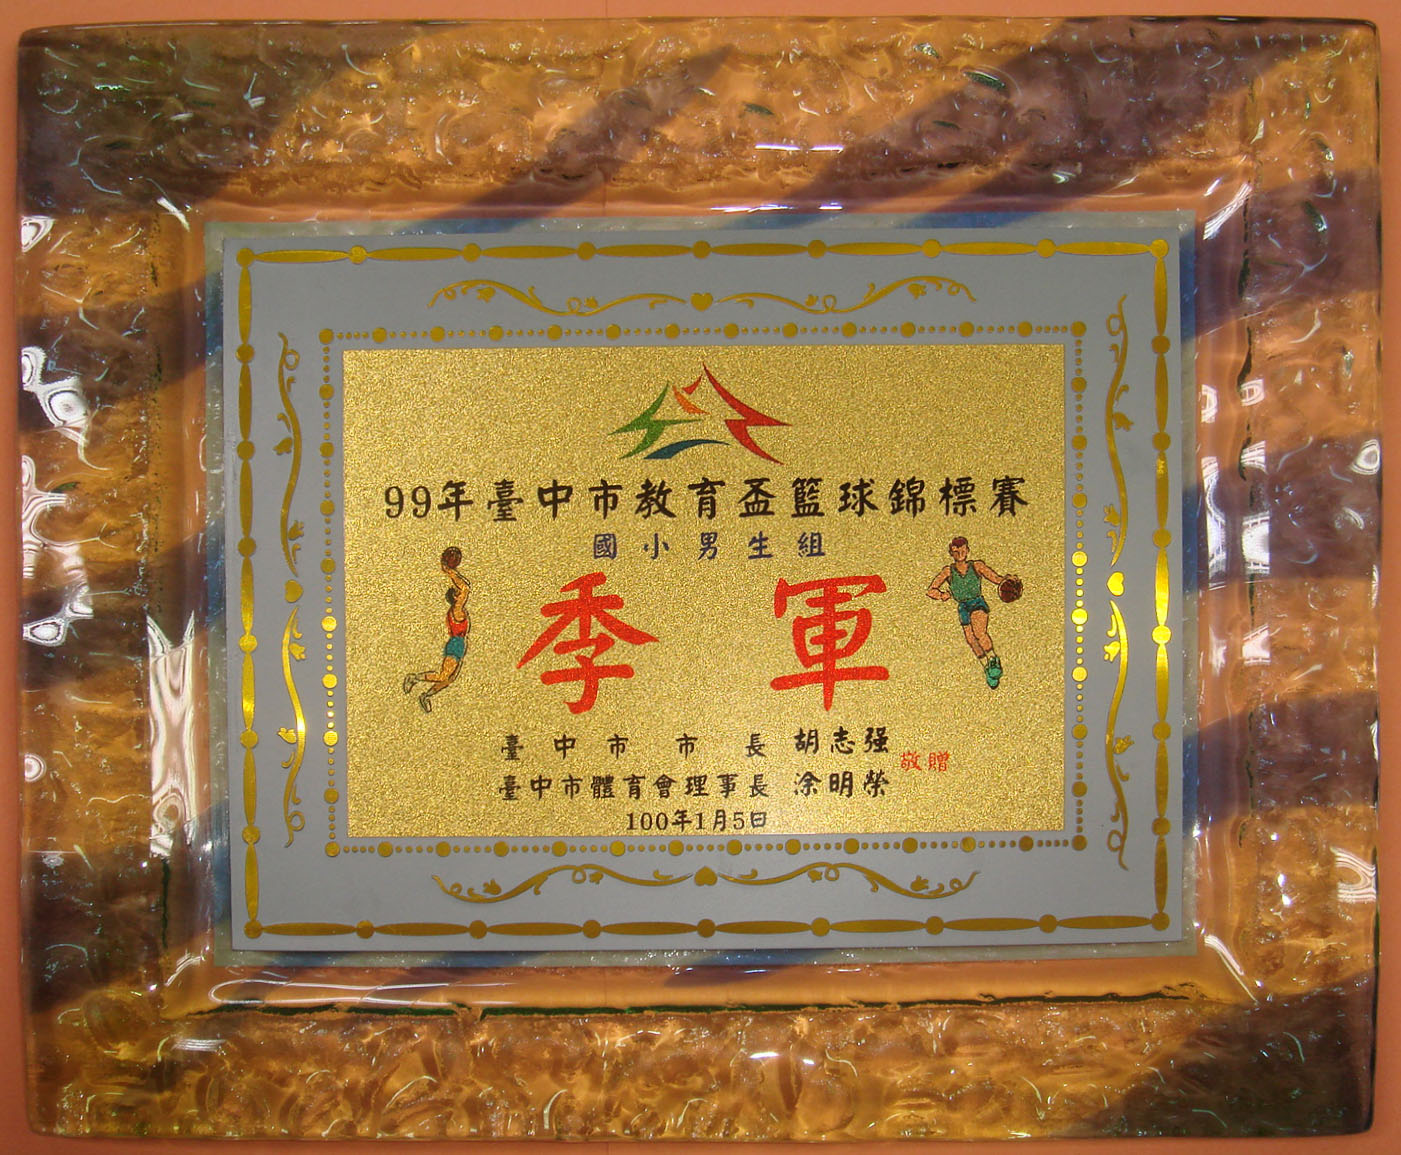 99年臺中市教育盃籃球錦標賽
國小男生組
季軍
臺中市市長 胡志强
臺中市體育會理事長 涂明榮
敬贈
100年1月5日